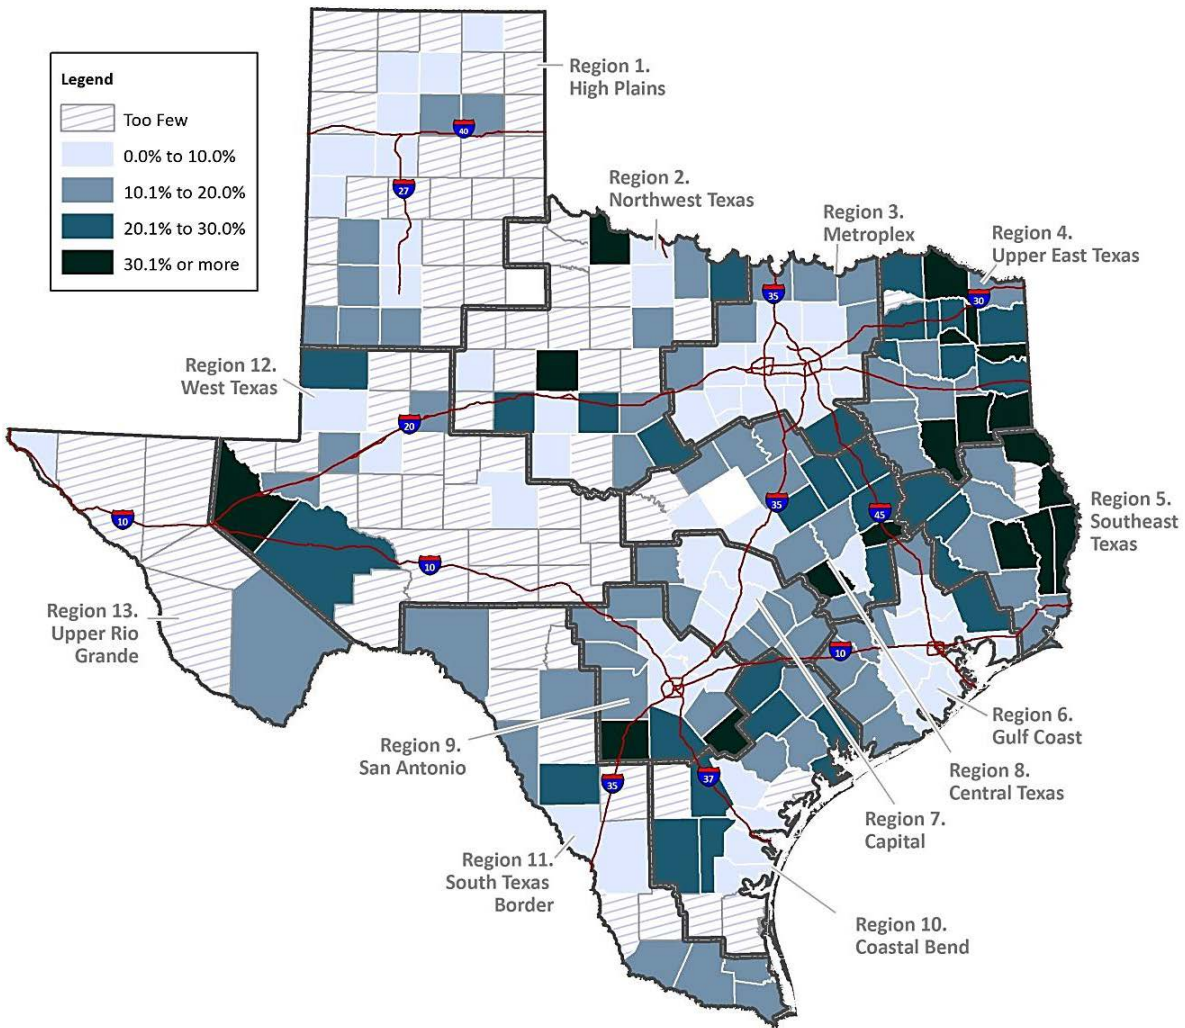 Region 1.
High Plains
Legend
Too Few
0.0% to 10.0%
10.1% to 20.0%
20.1% to 30.0%
30.1% or more
40
27
Region 2.
Northwest Texas
Region 3.
Metroplex
Region 4.
Upper East Texas
35
30
Region 12.
West Texas
20
10
35
45
Region 5.
Southeast
Texas
10
Region 13.
Upper Rio
Grande
10
Region 9.
San Antonio
Region 6.
Gulf Coast
35
37
Region 8.
Central Texas
Region 7.
Capital
Region 11.
South Texas
Border
Region 10.
Coastal Bend